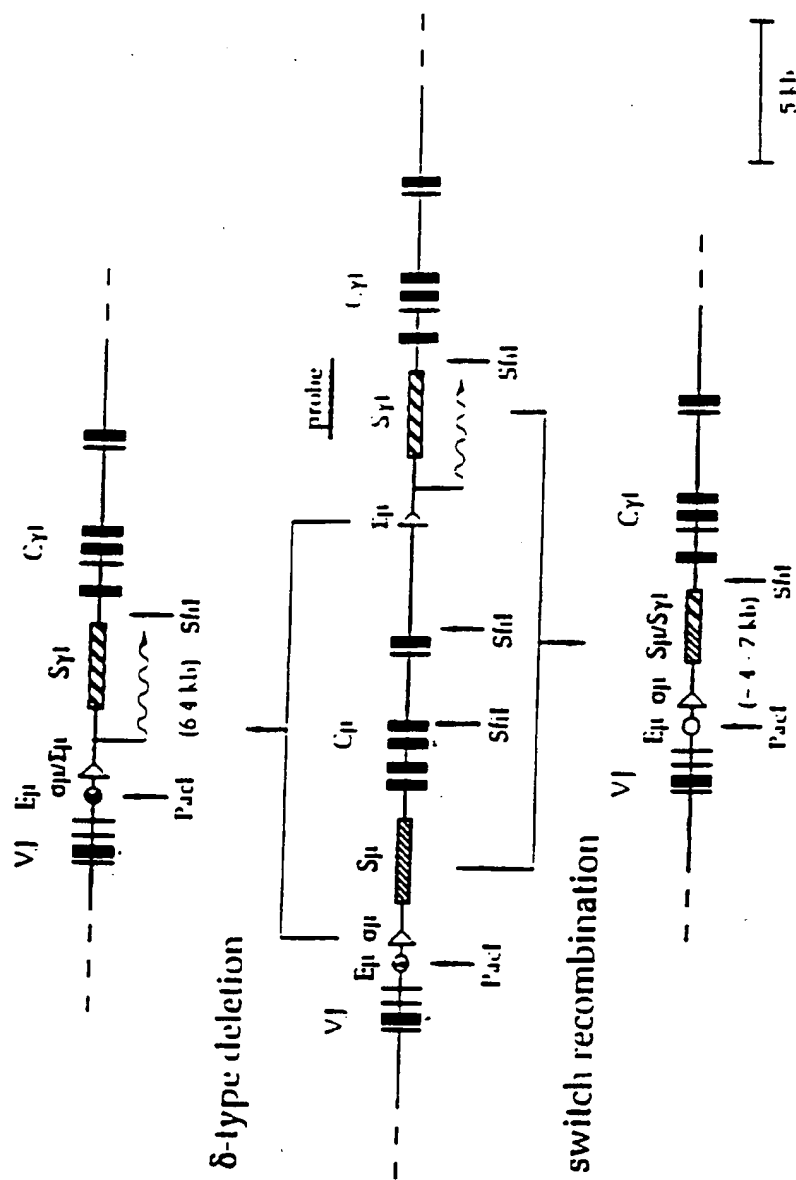 VJ Eμ σμ/Σμ Sγ1 Cγ1
PacI (6.4 kb) SfiI
δ-type deletion
probe
VJ Eμ σμ Sμ Cμ Σμ Sγ1 Cγ1
PacI SfiI SfiI SfiI
switch recombination
VJ Eμ σμ Sμ/Sγ1 Cγ1
PacI (~ 4 - 7 kb) SfiI
5 kb